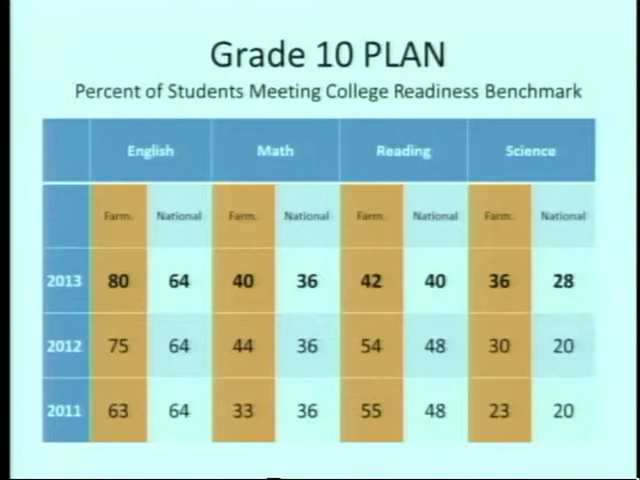 Grade 10 PLAN
Percent of Students Meeting College Readiness Benchmark
English Math Reading Science
Farm. National Farm. National Farm. National Farm. National
2013 80 64 40 36 42 40 36 28
2012 75 64 44 36 54 48 30 20
2011 63 64 33 36 55 48 23 20